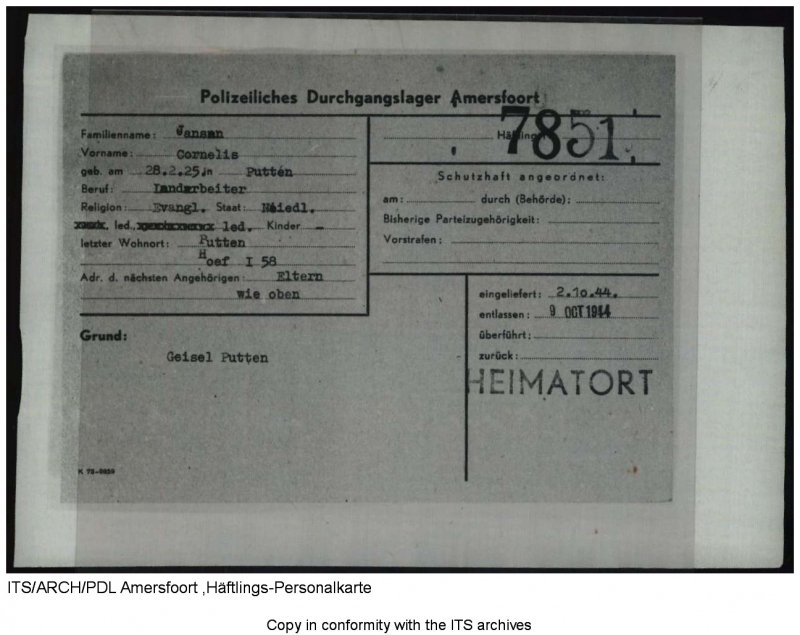 Polizeiliches Durchgangslager Amersfoort
Familienname: Jansen
Häftling 7851
Vorname: Cornelis
geb. am 28.2.25 in Putten
Beruf: Landarbeiter
Religion: Evangl. Staat: Niedl.
led., led. Kinder -
letzter Wohnort: Putten
Hoef I 58
Adr. d. nächsten Angehörigen: Eltern
wie oben
Schutzhaft angeordnet:
am: durch (Behörde):
Bisherige Parteizugehörigkeit:
Vorstrafen:
eingeliefert: 2.10.44.
entlassen: 9 OCT 1944
überführt:
zurück:
HEIMATORT
Grund:
Geisel Putten
ITS/ARCH/PDL Amersfoort ,Häftlings-Personalkarte
Copy in conformity with the ITS archives